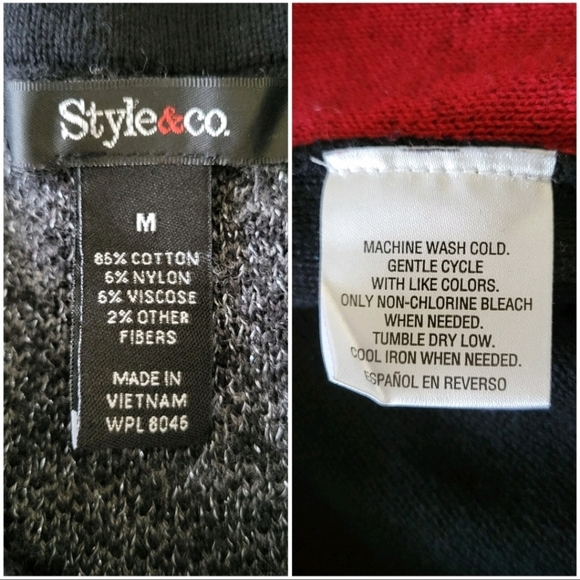 Style&co.
M
85% COTTON
6% NYLON
6% VISCOSE
2% OTHER
FIBERS
MADE IN
VIETNAM
WPL 8046
MACHINE WASH COLD.
GENTLE CYCLE
WITH LIKE COLORS.
ONLY NON-CHLORINE BLEACH
WHEN NEEDED.
TUMBLE DRY LOW.
COOL IRON WHEN NEEDED.
ESPAÑOL EN REVERSO